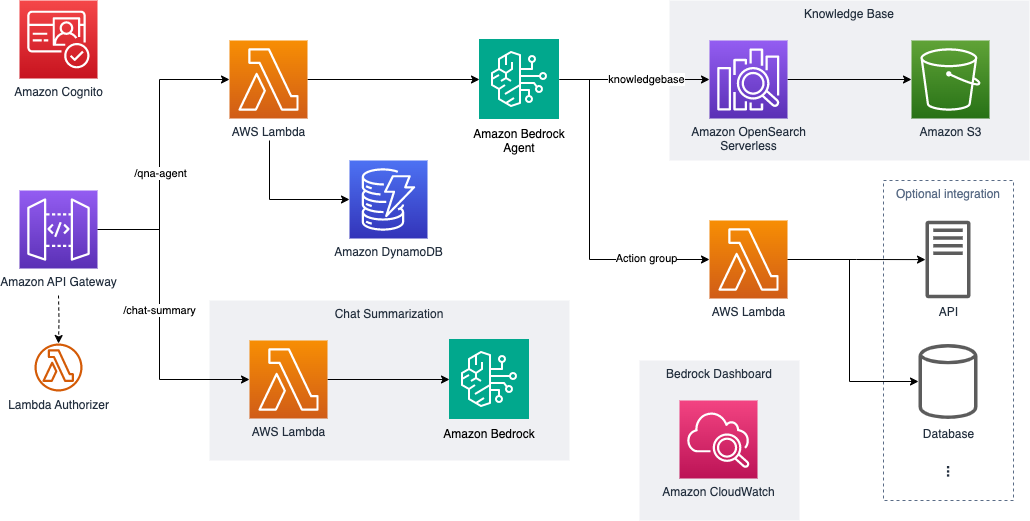 Knowledge Base
Amazon Cognito
AWS Lambda
Amazon Bedrock
Agent
knowledgebase
Amazon OpenSearch
Serverless
Amazon S3
/qna-agent
Amazon DynamoDB
Optional integration
Amazon API Gateway
Action group
AWS Lambda
API
/chat-summary
Chat Summarization
Lambda Authorizer
AWS Lambda
Amazon Bedrock
Bedrock Dashboard
Amazon CloudWatch
Database